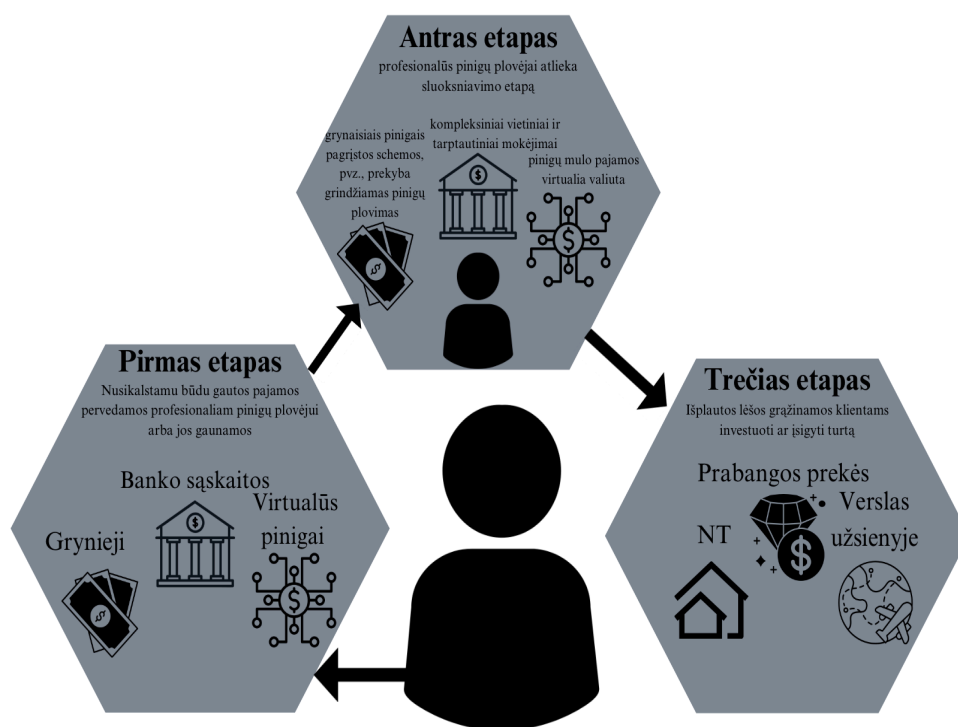 Antras etapas
profesionalūs pinigų plovėjai atlieka
sluoksniavimo etapą
grynaisiais pinigais
pagrįstos schemos,
pvz., prekyba
grindžiamas pinigų
plovimas
kompleksiniai vietiniai ir
tarptautiniai mokėjimai
pinigų mulo pajamos
virtualia valiuta
Pirmas etapas
Nusikalstamu būdu gautos pajamos
pervedamos profesionaliam pinigų plovėjui
arba jos gaunamos
Banko sąskaitos
Grynieji
Virtualūs
pinigai
Trečias etapas
Išplautos lėšos grąžinamos klientams
investuoti ar įsigyti turtą
Prabangos prekės
NT
Verslas
užsienyje